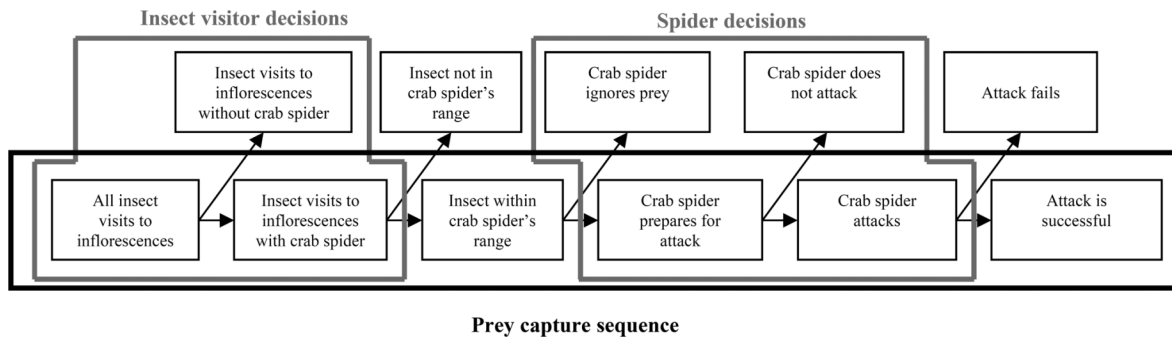 Insect visitor decisions
Spider decisions
Insect visits to
inflorescences
without crab spider
Insect not in
crab spider's
range
Crab spider
ignores prey
Crab spider does
not attack
Attack fails
All insect
visits to
inflorescences
Insect visits to
inflorescences
with crab spider
Insect within
crab spider's
range
Crab spider
prepares for
attack
Crab spider
attacks
Attack is
successful
Prey capture sequence